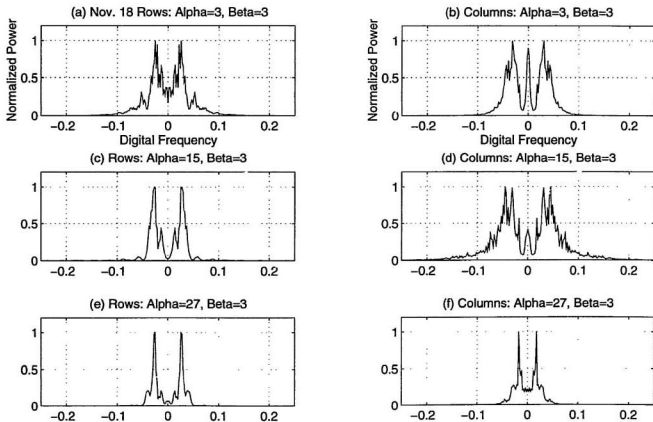 (a) Nov. 18 Rows: Alpha=3, Beta=3
Normalized Power
1
0.5
0
-0.2 -0.1 0 0.1 0.2
Digital Frequency
(b) Columns: Alpha=3, Beta=3
Normalized Power
1
0.5
0
-0.2 -0.1 0 0.1 0.2
Digital Frequency
(c) Rows: Alpha=15, Beta=3
1
0.5
0
-0.2 -0.1 0 0.1 0.2
(d) Columns: Alpha=15, Beta=3
1
0.5
0
-0.2 -0.1 0 0.1 0.2
(e) Rows: Alpha=27, Beta=3
1
0.5
0
-0.2 -0.1 0 0.1 0.2
(f) Columns: Alpha=27, Beta=3
1
0.5
0
-0.2 -0.1 0 0.1 0.2